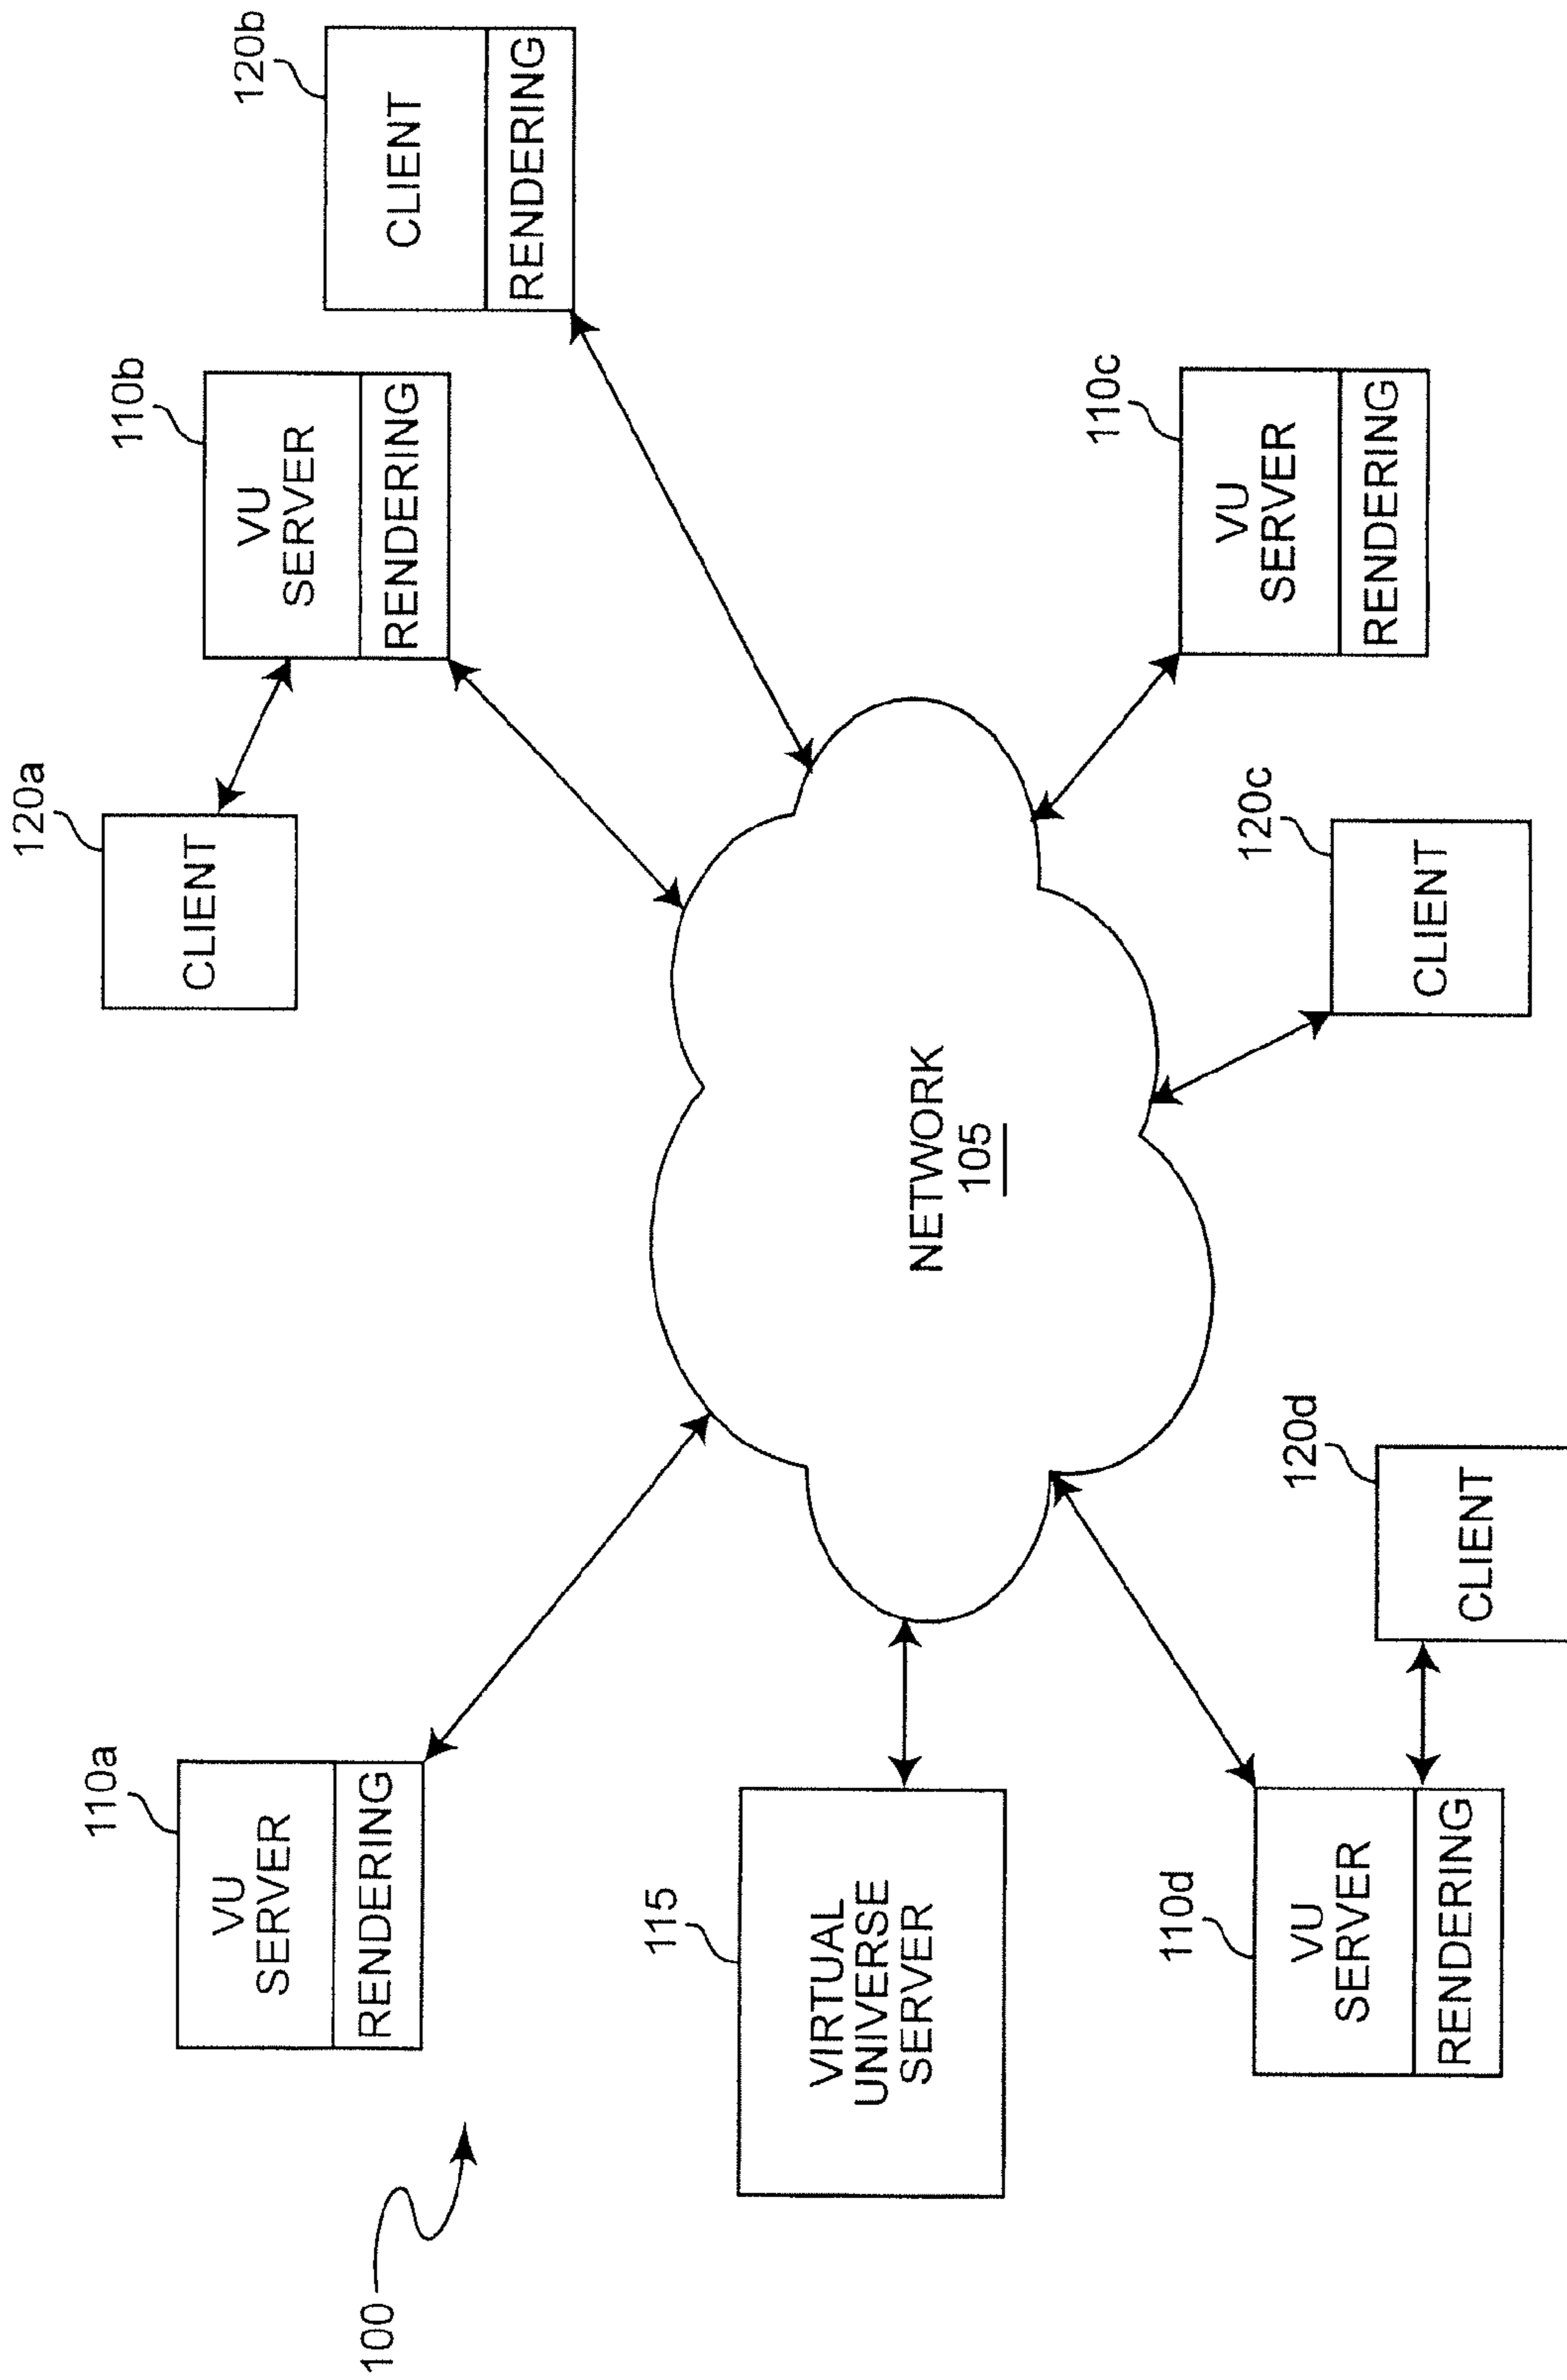 100
110a
VU
SERVER
RENDERING
120a
CLIENT
110b
VU
SERVER
RENDERING
120b
CLIENT
RENDERING
115
VIRTUAL
UNIVERSE
SERVER
NETWORK
105
110d
VU
SERVER
RENDERING
120d
CLIENT
120c
CLIENT
110c
VU
SERVER
RENDERING